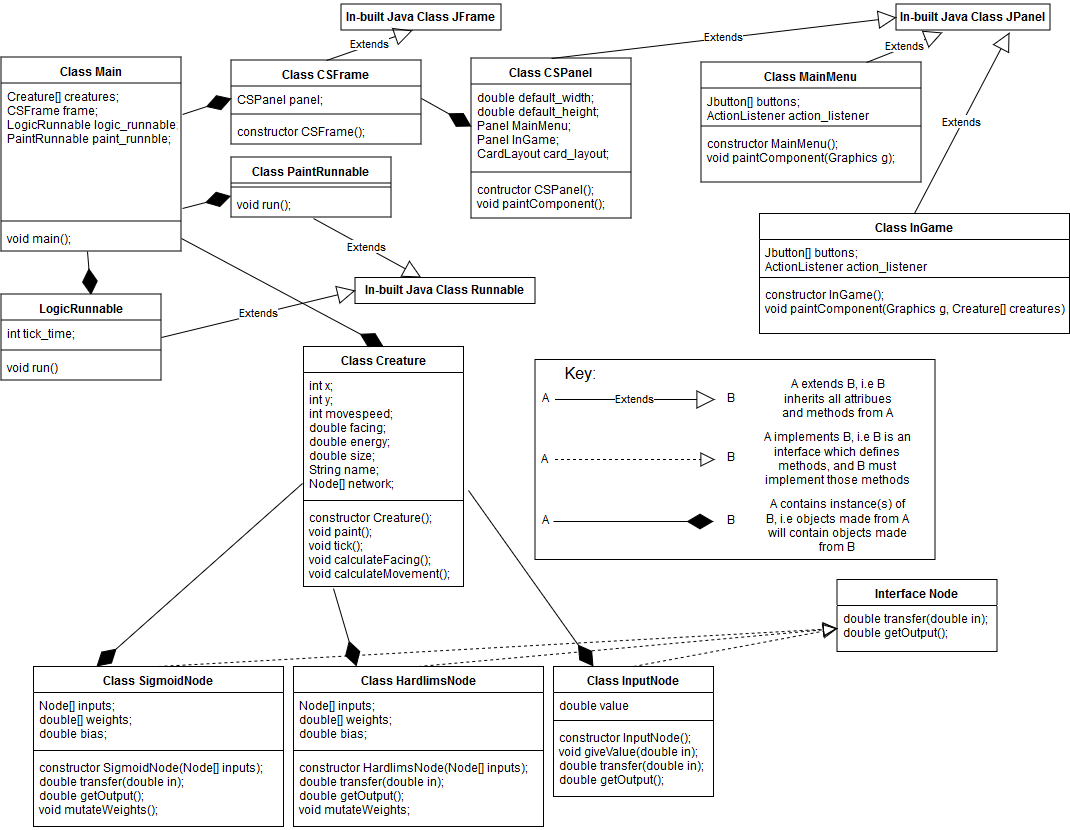 In-built Java Class JFrame
In-built Java Class JPanel
Extends
Extends
Extends
Class Main
Creature[] creatures;
CSFrame frame;
LogicRunnable logic_runnable
PaintRunnable paint_runnble;
void main();
Class CSFrame
CSPanel panel;
constructor CSFrame();
Class CSPanel
double default_width;
double default_height;
Panel MainMenu;
Panel InGame;
CardLayout card_layout;
contructor CSPanel();
void paintComponent();
Class MainMenu
Jbutton[] buttons;
ActionListener action_listener
constructor MainMenu();
void paintComponent(Graphics g);
Extends
Class PaintRunnable
void run();
Extends
Class InGame
Jbutton[] buttons;
ActionListener action_listener
constructor InGame();
void paintComponent(Graphics g, Creature[] creatures)
In-built Java Class Runnable
Extends
LogicRunnable
int tick_time;
void run()
Class Creature
int x;
int y;
int movespeed;
double facing;
double energy;
double size;
String name;
Node[] network;
constructor Creature();
void paint();
void tick();
void calculateFacing();
void calculateMovement();
Key:
A
Extends
B
A extends B, i.e B
inherits all attribues
and methods from A
A
B
A implements B, i.e B is an
interface which defines
methods, and B must
implement those methods
A
B
A contains instance(s) of
B, i.e objects made from A
will contain objects made
from B
Interface Node
double transfer(double in);
double getOutput();
Class SigmoidNode
Node[] inputs;
double[] weights;
double bias;
constructor SigmoidNode(Node[] inputs);
double transfer(double in);
double getOutput();
void mutateWeights();
Class HardlimsNode
Node[] inputs;
double[] weights;
double bias;
constructor HardlimsNode(Node[] inputs);
double transfer(double in);
double getOutput();
void mutateWeights;
Class InputNode
double value
constructor InputNode();
void giveValue(double in);
double transfer(double in);
double getOutput();